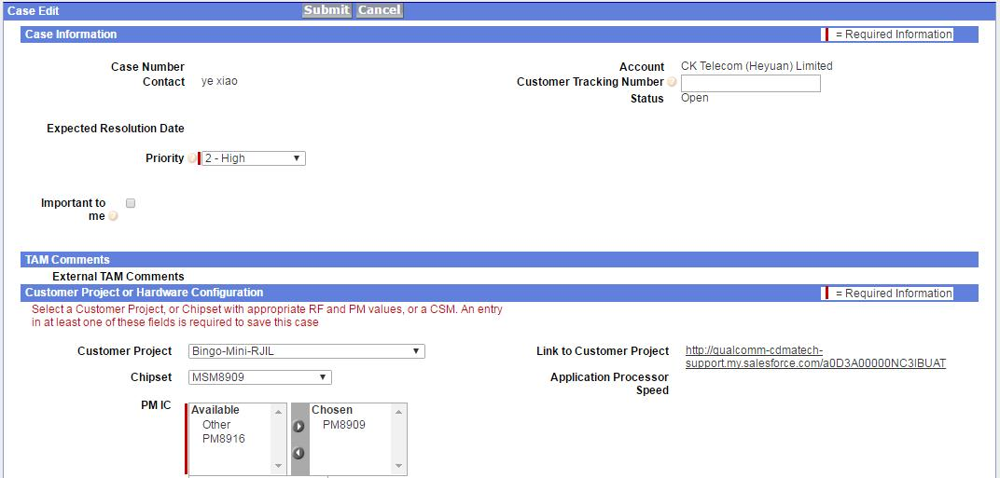 Case Edit Submit Cancel
Case Information = Required Information
Case Number Account CK Telecom (Heyuan) Limited
Contact ye xiao Customer Tracking Number
Status Open
Expected Resolution Date
Priority 2 - High
Important to
me
TAM Comments
External TAM Comments
Customer Project or Hardware Configuration = Required Information
Select a Customer Project, or Chipset with appropriate RF and PM values, or a CSM. An entry
in at least one of these fields is required to save this case
Customer Project Bingo-Mini-RJIL Link to Customer Project http://qualcomm-cdmatech-
support.my.salesforce.com/a0D3A00000NC3IBUAT
Chipset MSM8909 Application Processor
Speed
PM IC Available Chosen
Other PM8909
PM8916